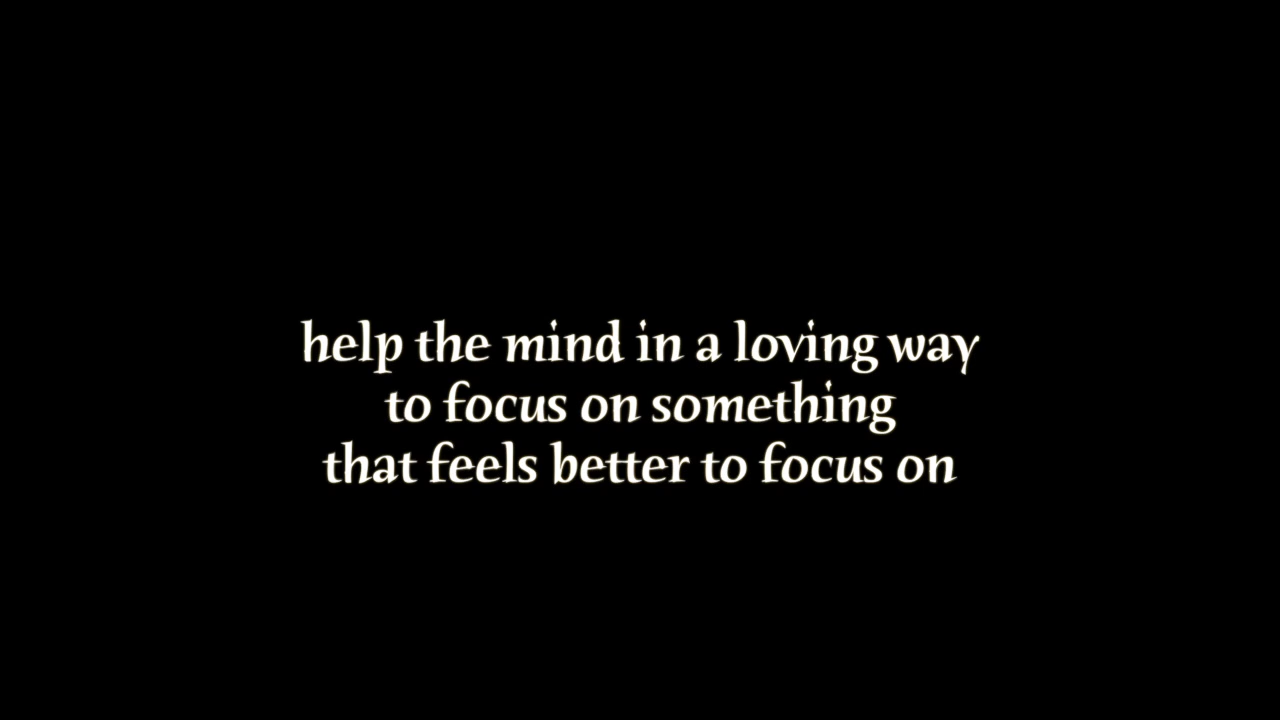 help the mind in a loving way
to focus on something
that feels better to focus on